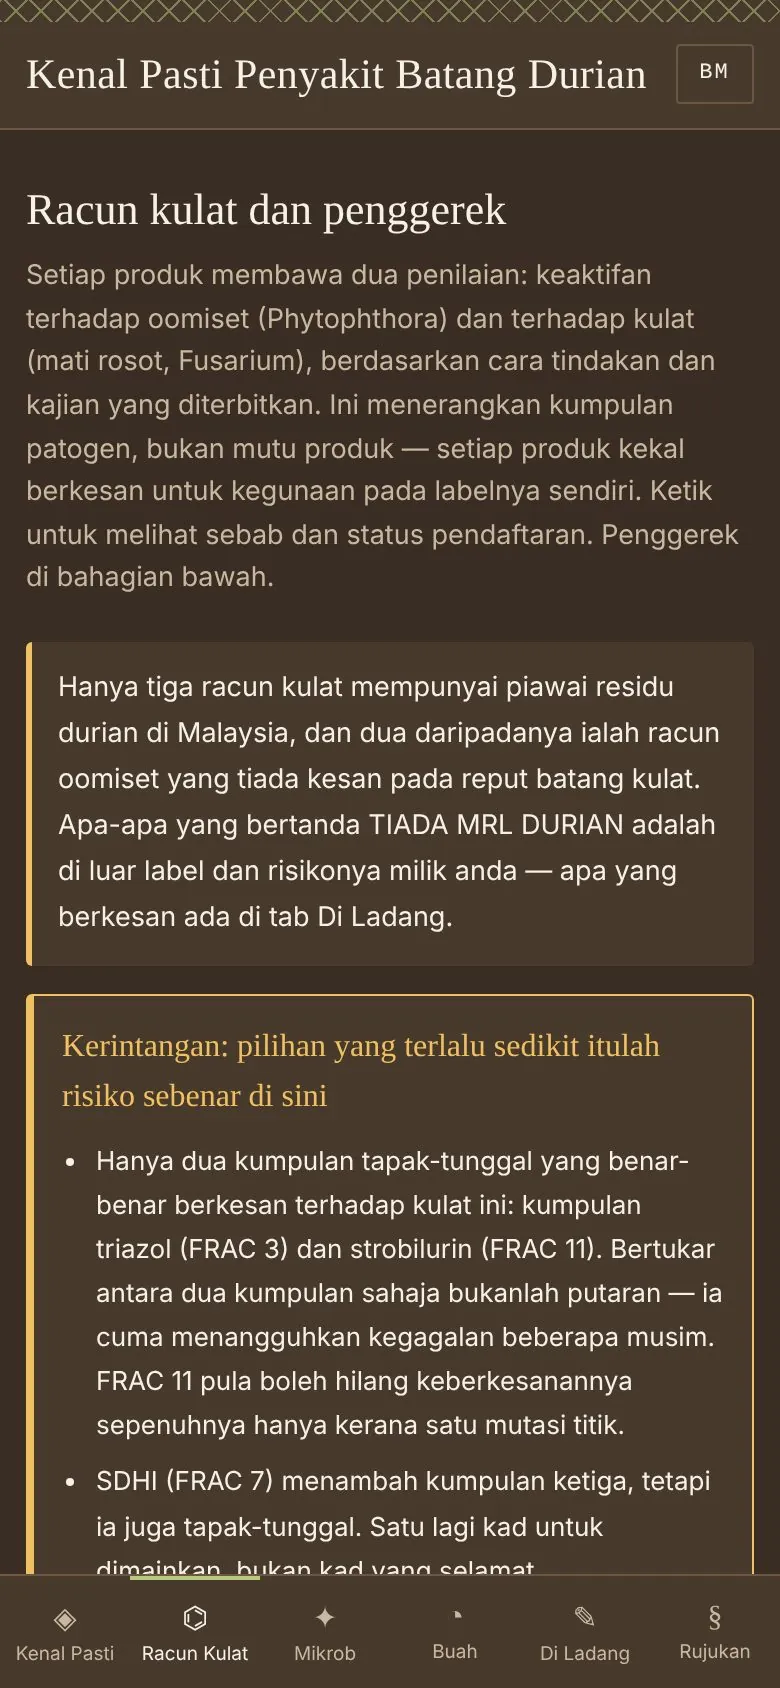 Kenal Pasti Penyakit Batang Durian
BM
Racun kulat dan penggerek
Setiap produk membawa dua penilaian: keaktifan
terhadap oomiset (Phytophthora) dan terhadap kulat
(mati rosot, Fusarium), berdasarkan cara tindakan dan
kajian yang diterbitkan. Ini menerangkan kumpulan
patogen, bukan mutu produk — setiap produk kekal
berkesan untuk kegunaan pada labelnya sendiri. Ketik
untuk melihat sebab dan status pendaftaran. Penggerek
di bahagian bawah.
Hanya tiga racun kulat mempunyai piawai residu
durian di Malaysia, dan dua daripadanya ialah racun
oomiset yang tiada kesan pada reput batang kulat.
Apa-apa yang bertanda TIADA MRL DURIAN adalah
di luar label dan risikonya milik anda — apa yang
berkesan ada di tab Di Ladang.
Kerintangan: pilihan yang terlalu sedikit itulah
risiko sebenar di sini
• Hanya dua kumpulan tapak-tunggal yang benar-
benar berkesan terhadap kulat ini: kumpulan
triazol (FRAC 3) dan strobilurin (FRAC 11). Bertukar
antara dua kumpulan sahaja bukanlah putaran — ia
cuma menangguhkan kegagalan beberapa musim.
FRAC 11 pula boleh hilang keberkesanannya
sepenuhnya hanya kerana satu mutasi titik.
• SDHI (FRAC 7) menambah kumpulan ketiga, tetapi
ia juga tapak-tunggal. Satu lagi kad untuk
dimainkan, bukan kad yang selamat
Kenal Pasti
Racun Kulat
Mikrob
Buah
Di Ladang
§
Rujukan